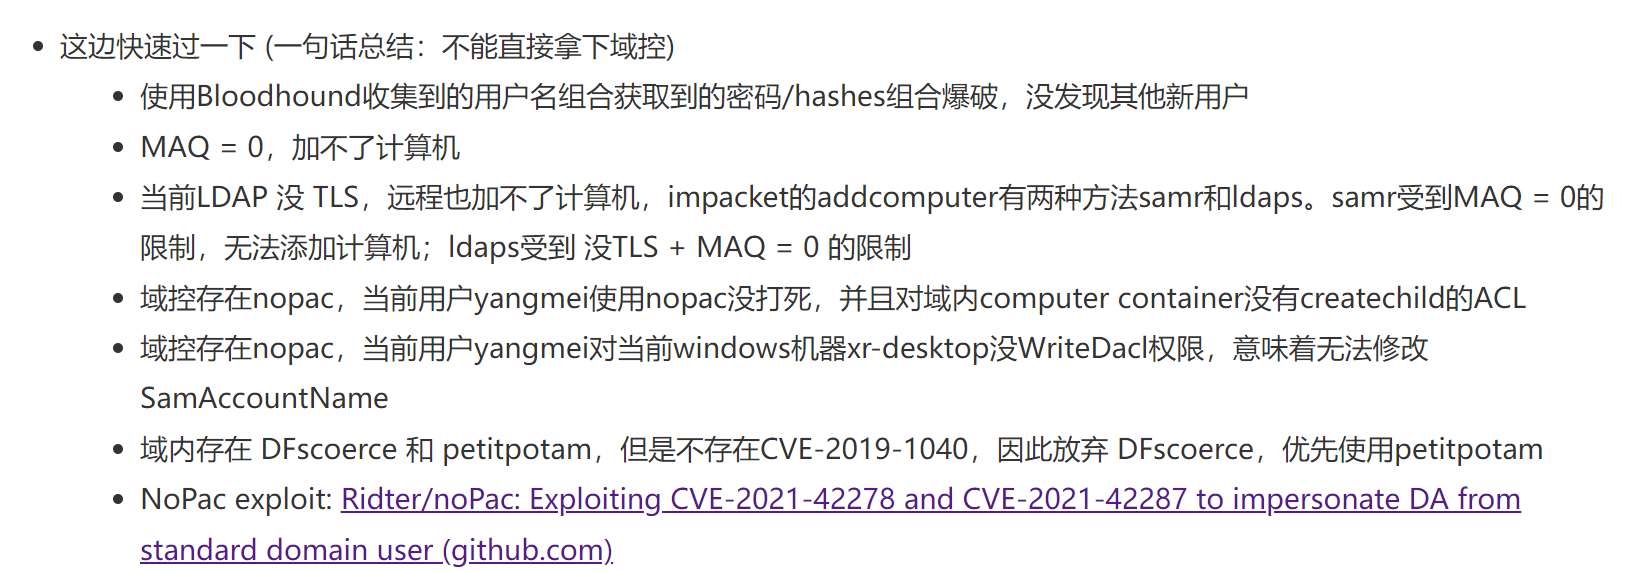 这边快速过一下 (一句话总结：不能直接拿下域控)
使用Bloodhound收集到的用户名组合获取到的密码/hashes组合爆破，没发现其他新用户
MAQ = 0，加不了计算机
当前LDAP 没 TLS，远程也加不了计算机，impacket的addcomputer有两种方法samr和ldaps。samr受到MAQ = 0的
限制，无法添加计算机；ldaps受到 没TLS + MAQ = 0 的限制
域控存在nopac，当前用户yangmei使用nopac没打死，并且对域内computer container没有createchild的ACL
域控存在nopac，当前用户yangmei对当前windows机器xr-desktop没WriteDacl权限，意味着无法修改
SamAccountName
域内存在 DFscoerce 和 petitpotam，但是不存在CVE-2019-1040，因此放弃 DFscoerce，优先使用petitpotam
NoPac exploit: Ridter/noPac: Exploiting CVE-2021-42278 and CVE-2021-42287 to impersonate DA from
standard domain user (github.com)